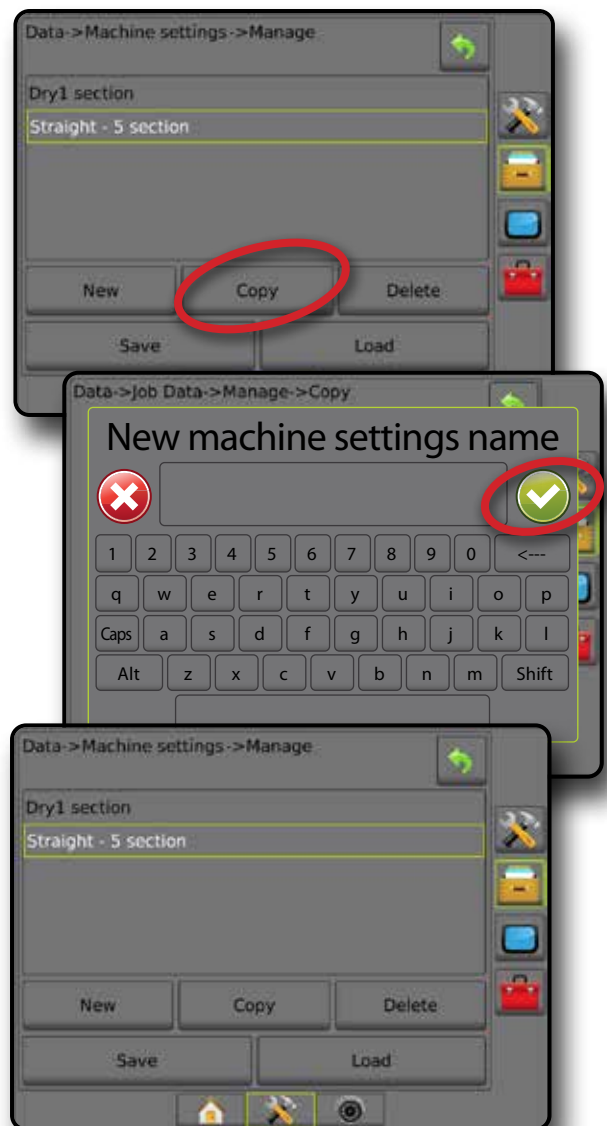 Data->Machine settings->Manage
Dry1 section
Straight - 5 section
New Copy Delete
Save Load
Data->Job Data->Manage->Copy
New machine settings name
1 2 3 4 5 6 7 8 9 0 <---
q w e r t y u i o p
Caps a s d f g h j k l
Alt z x c v b n m Shift
Data->Machine settings->Manage
Dry1 section
Straight - 5 section
New Copy Delete
Save Load